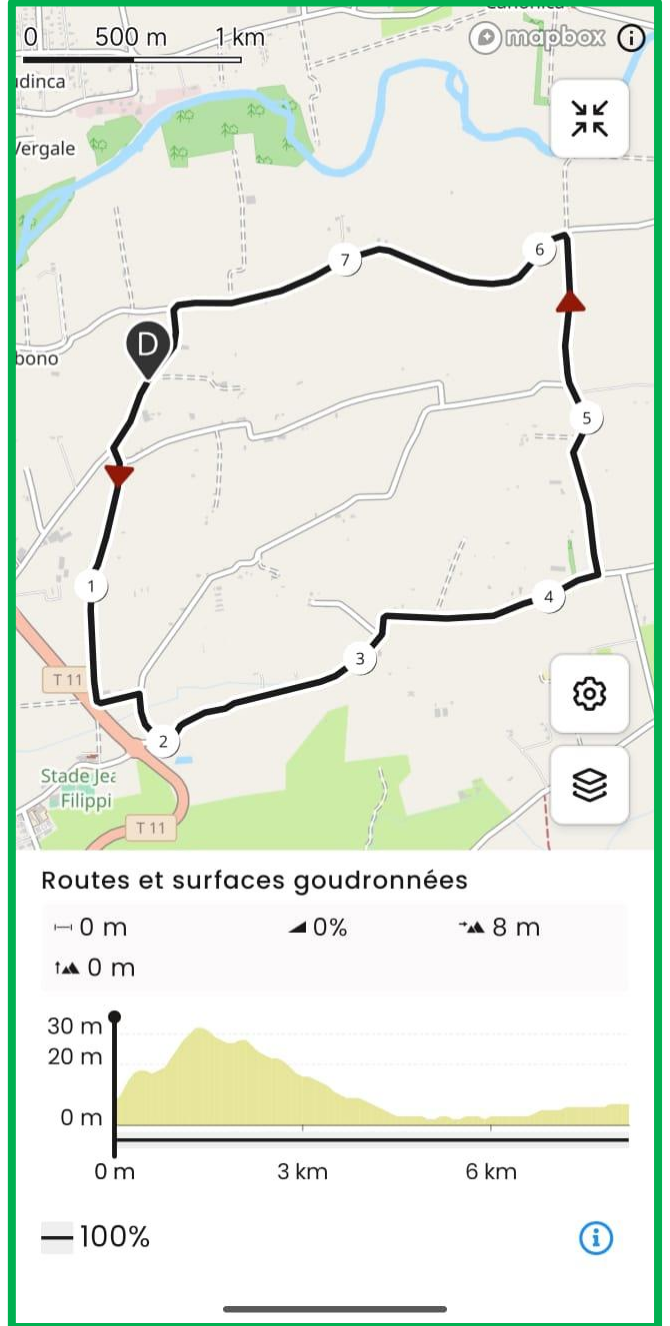 0 500 m 1 km
mapbox
dinca
Vergale
bono
D
7
6
5
1
4
3
T 11
2
Stade Jea
Filippi
T 11
Routes et surfaces goudronnées
0 m 0% 8 m
0 m
30 m
20 m
0 m
0 m 3 km 6 km
100%